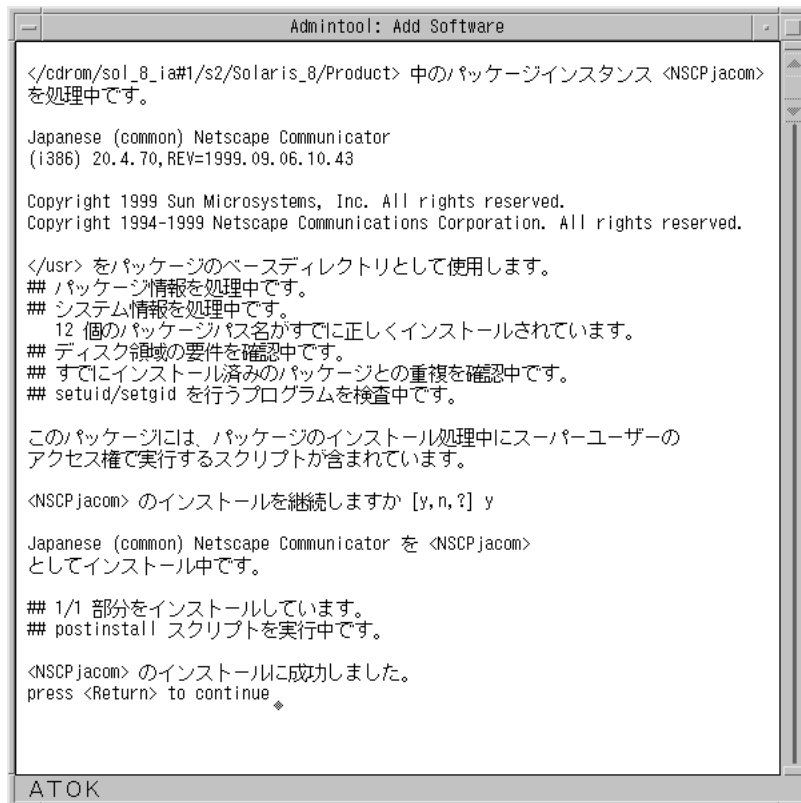 Admintool: Add Software
</cdrom/sol_8_ia#1/s2/Solaris_8/Product> 中のパッケージインスタンス <NSCPjacom>
を処理中です。
Japanese (common) Netscape Communicator
(i386) 20.4.70,REV=1999.09.06.10.43
Copyright 1999 Sun Microsystems, Inc. All rights reserved.
Copyright 1994-1999 Netscape Communications Corporation. All rights reserved.
</usr> をパッケージのベースディレクトリとして使用します。
## パッケージ情報を処理中です。
## システム情報を処理中です。
12 個のパッケージパス名がすでに正しくインストールされています。
## ディスク領域の要件を確認中です。
## すでにインストール済みのパッケージとの重複を確認中です。
## setuid/setgid を行うプログラムを検査中です。
このパッケージには、パッケージのインストール処理中にスーパーユーザーの
アクセス権で実行するスクリプトが含まれています。
<NSCPjacom> のインストールを継続しますか [y,n,?] y
Japanese (common) Netscape Communicator を <NSCPjacom>
としてインストール中です。
## 1/1 部分をインストールしています。
## postinstall スクリプトを実行中です。
<NSCPjacom> のインストールに成功しました。
press <Return> to continue
ATOK